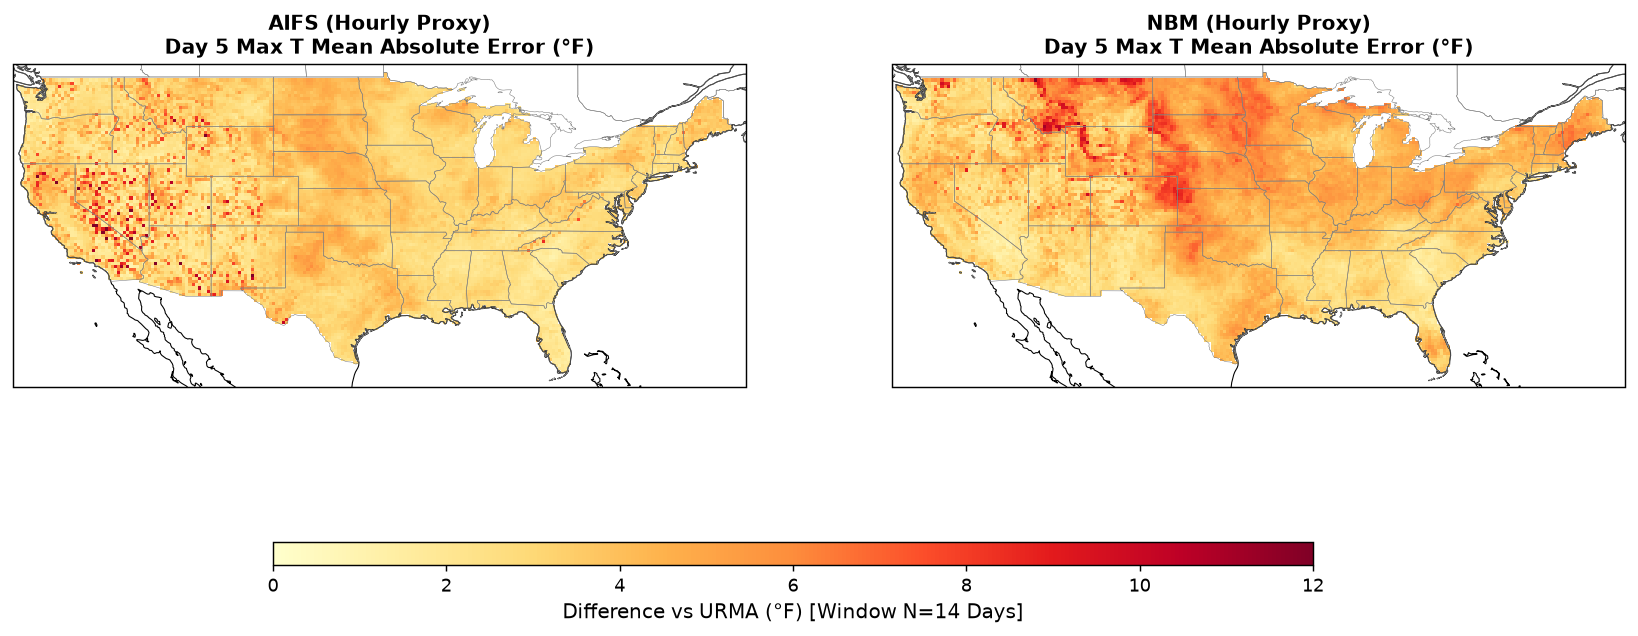 AIFS (Hourly Proxy)
Day 5 Max T Mean Absolute Error (°F)
NBM (Hourly Proxy)
Day 5 Max T Mean Absolute Error (°F)
0 2 4 6 8 10 12
Difference vs URMA (°F) [Window N=14 Days]